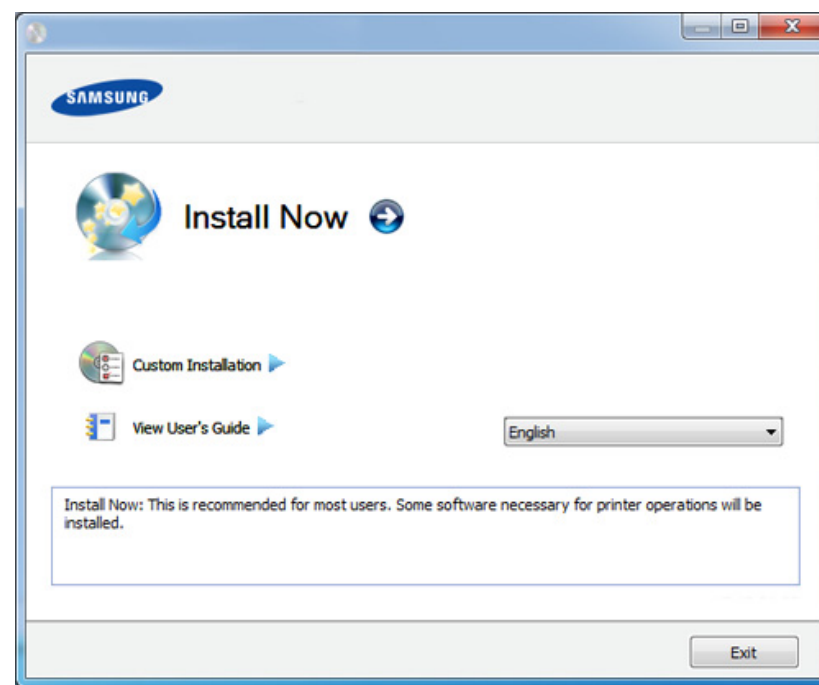 SAMSUNG
Install Now
Custom Installation
View User's Guide
English
Install Now: This is recommended for most users. Some software necessary for printer operations will be
installed.
Exit